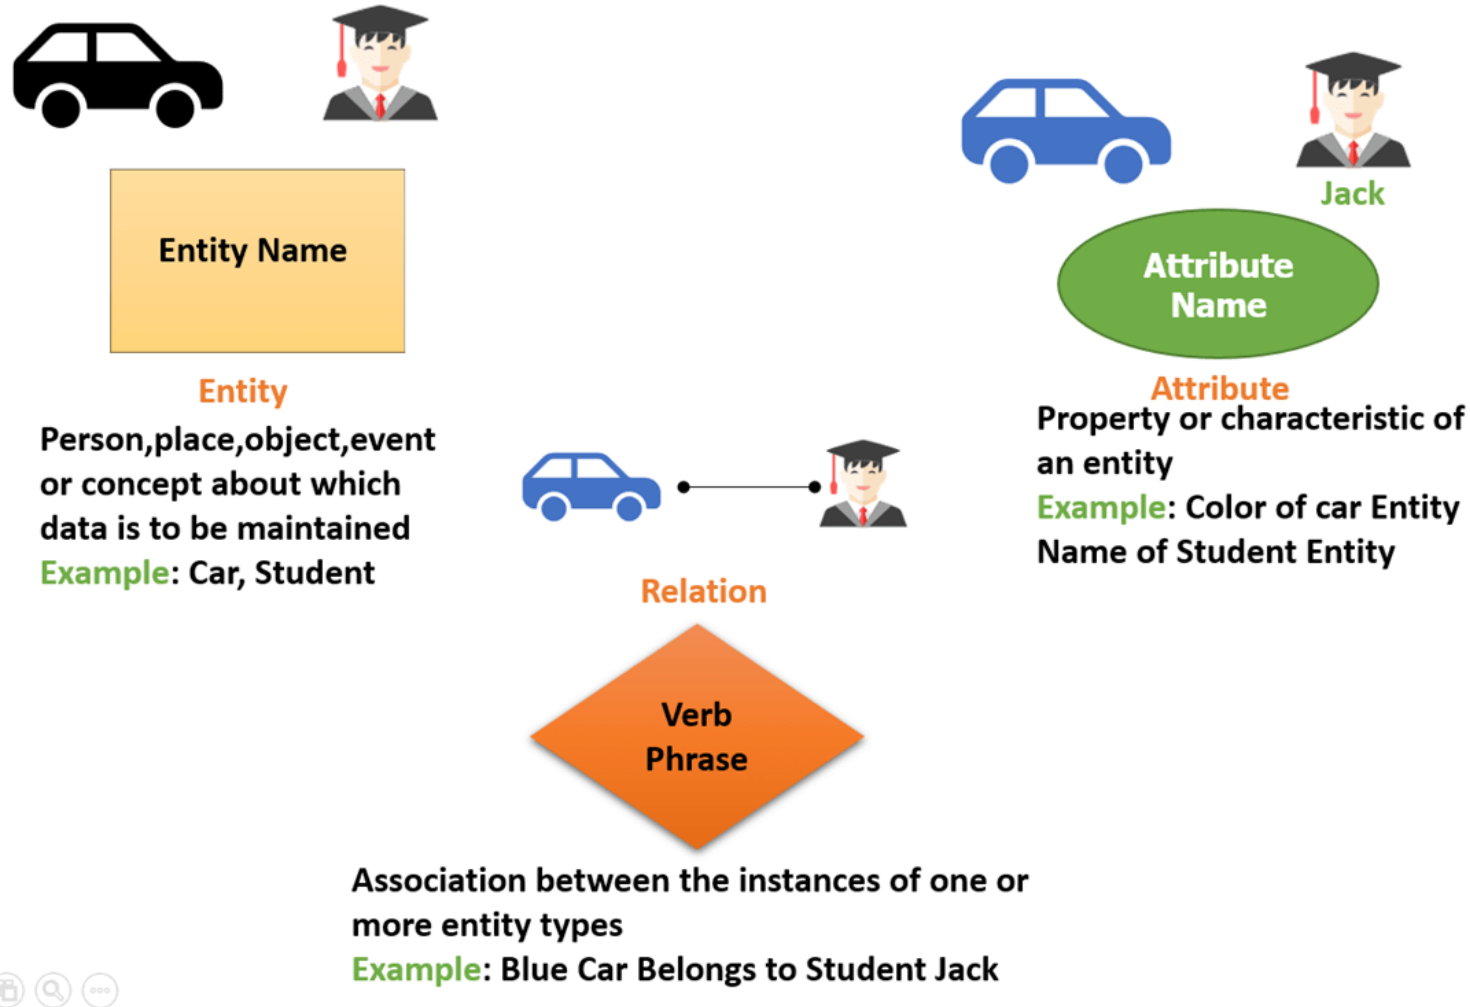 Entity Name
Entity
Person,place,object,event
or concept about which
data is to be maintained
Example: Car, Student
Jack
Attribute
Name
Attribute
Property or characteristic of
an entity
Example: Color of car Entity
Name of Student Entity
Relation
Verb
Phrase
Association between the instances of one or
more entity types
Example: Blue Car Belongs to Student Jack